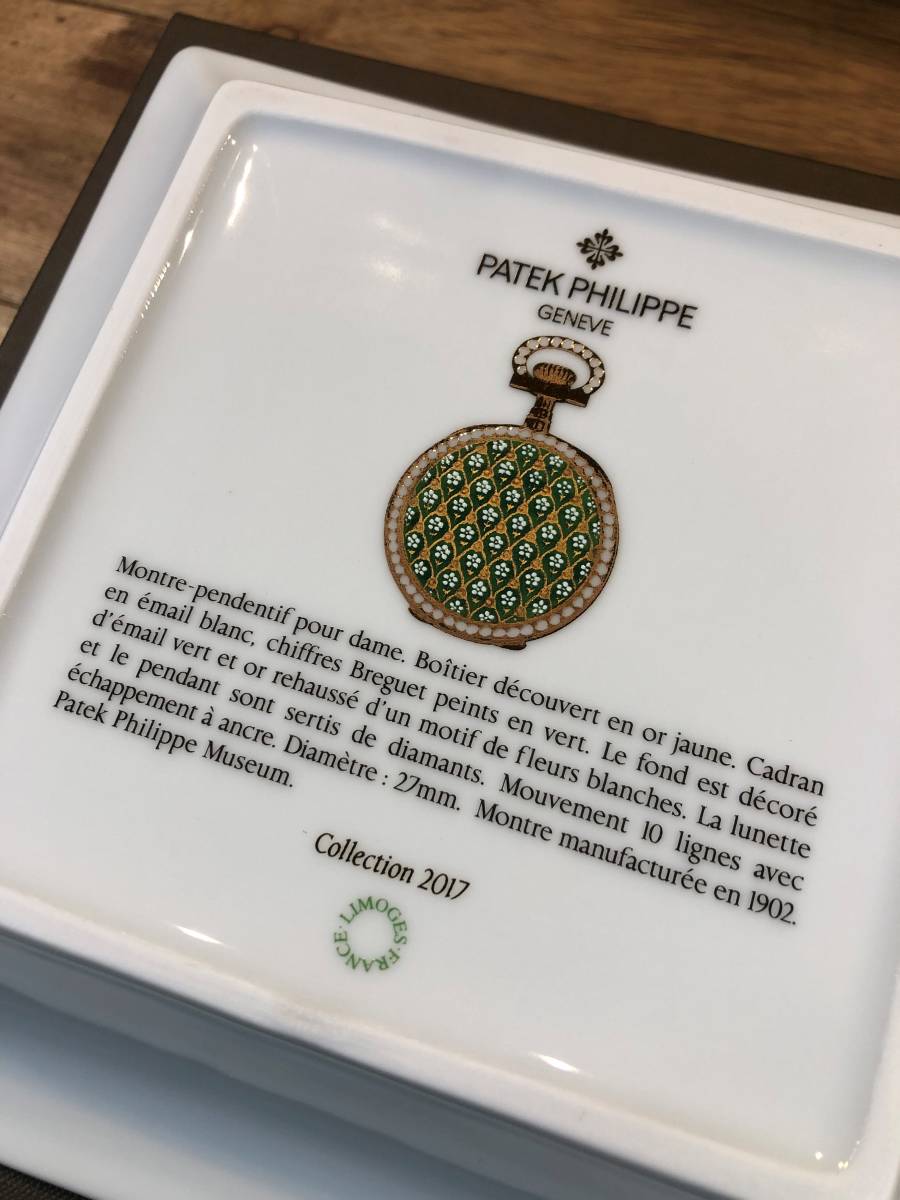 PATEK PHILIPPE
GENEVE
Montre-pendentif pour dame. Boîtier découvert en or jaune. Cadran
en émail blanc, chiffres Breguet peints en vert. Le fond est décoré
d'émail vert et or rehaussé d'un motif de fleurs blanches. La lunette
et le pendant sont sertis de diamants. Mouvement 10 lignes avec
échappement à ancre. Diamètre : 27mm. Montre manufacturée en 1902.
Patek Philippe Museum.
Collection 2017
LIMOGES · FRANCE ·